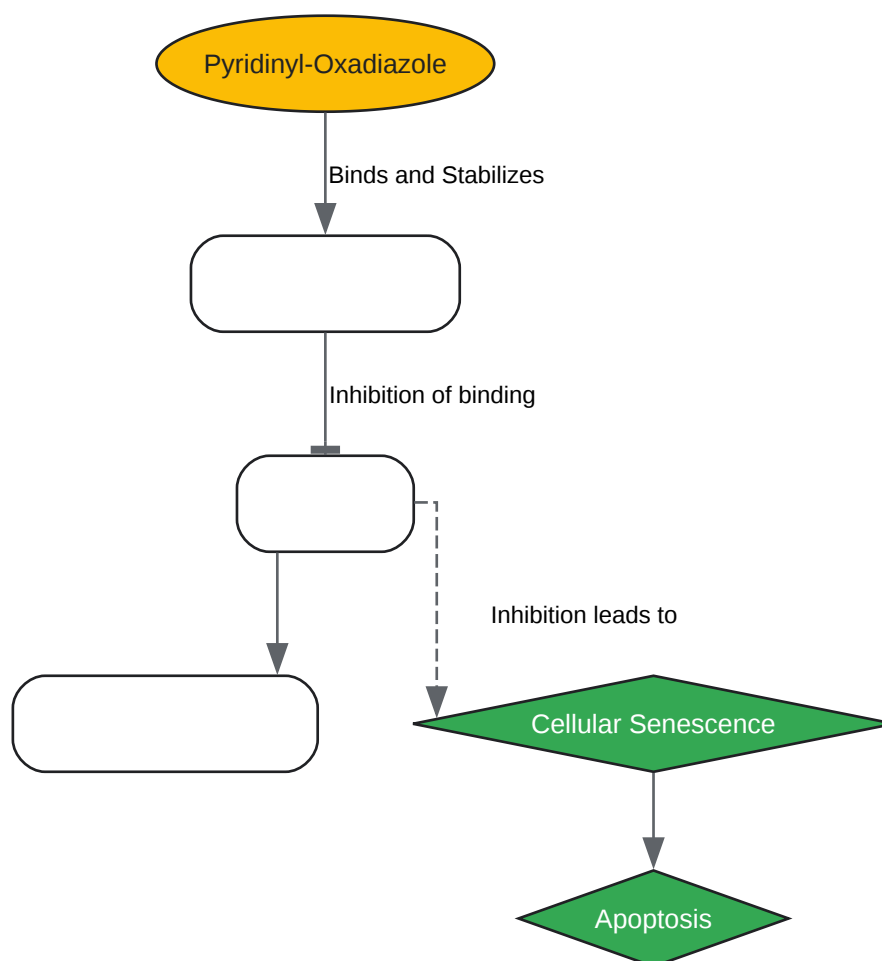 Pyridinyl-Oxadiazole
Binds and Stabilizes
Inhibition of binding
Inhibition leads to
Cellular Senescence
Apoptosis